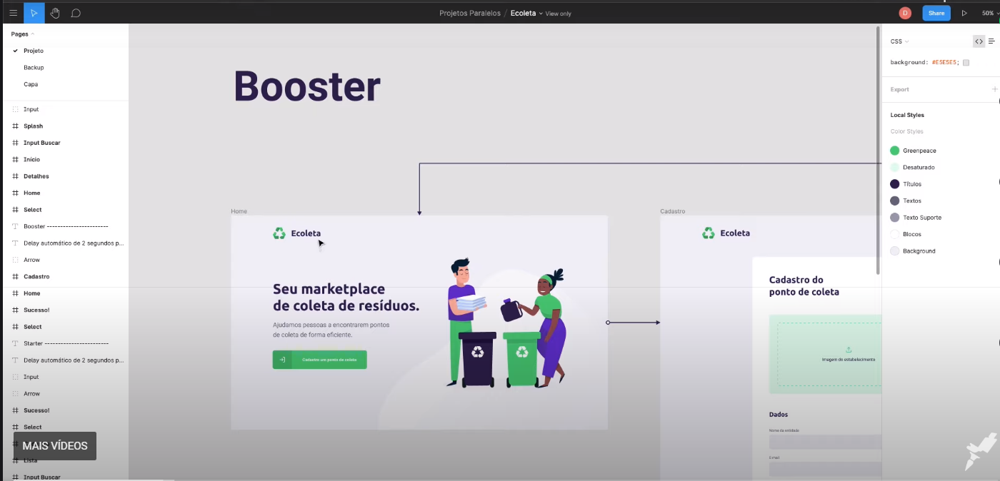 Projetos Paralelos / Ecoleta View only
D
Share
50%
Pages
Projeto
Backup
Capa
Input
Splash
Input Buscar
Início
Detalhes
Home
Select
Booster -----------------------
Delay automático de 2 segundos p...
Arrow
Cadastro
Home
Sucesso!
Select
Starter ------------------------
Delay automático de 2 segundos p...
Input
Arrow
Sucesso!
Select
MAIS VÍDEOS
Lista
Input Buscar
Booster
Home
Ecoleta
Seu marketplace
de coleta de resíduos.
Ajudamos pessoas a encontrarem pontos
de coleta de forma eficiente.
Cadastre um ponto de coleta
Cadastro
Ecoleta
Cadastro do
ponto de coleta
Imagem do estabelecimento
Dados
Nome da entidade
E-mail
CSS
background: #E5E5E5;
Export
Local Styles
Color Styles
Greenpeace
Desaturado
Títulos
Textos
Texto Suporte
Blocos
Background